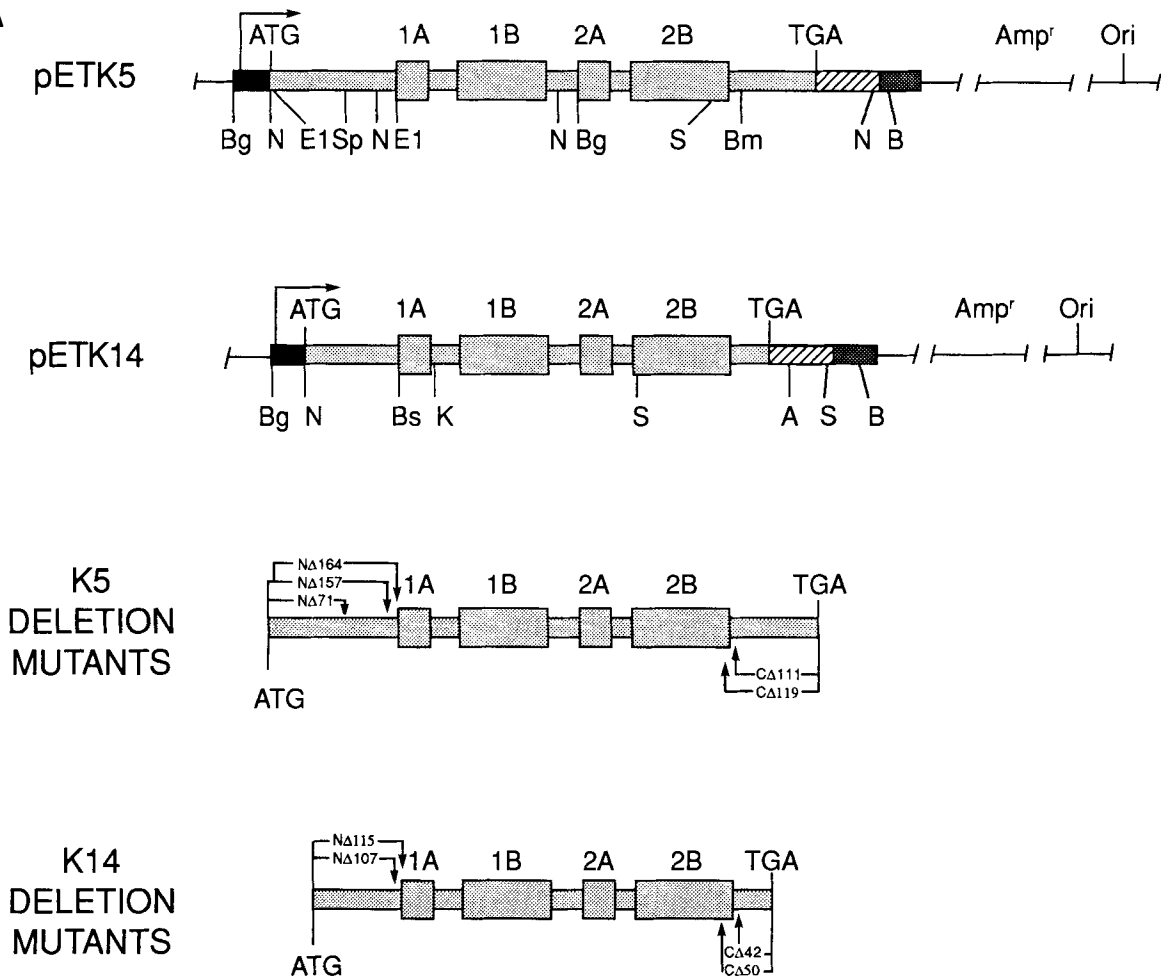 A
ATG 1A 1B 2A 2B TGA Ampʳ Ori
pETK5
Bg N E1 Sp N E1 N Bg S Bm N B
ATG 1A 1B 2A 2B TGA Ampʳ Ori
pETK14
Bg N Bs K S A S B
K5
DELETION
MUTANTS
NΔ164
NΔ157
NΔ71
1A 1B 2A 2B TGA
ATG
CΔ111
CΔ119
K14
DELETION
MUTANTS
NΔ115
NΔ107
1A 1B 2A 2B TGA
ATG
CΔ42
CΔ50